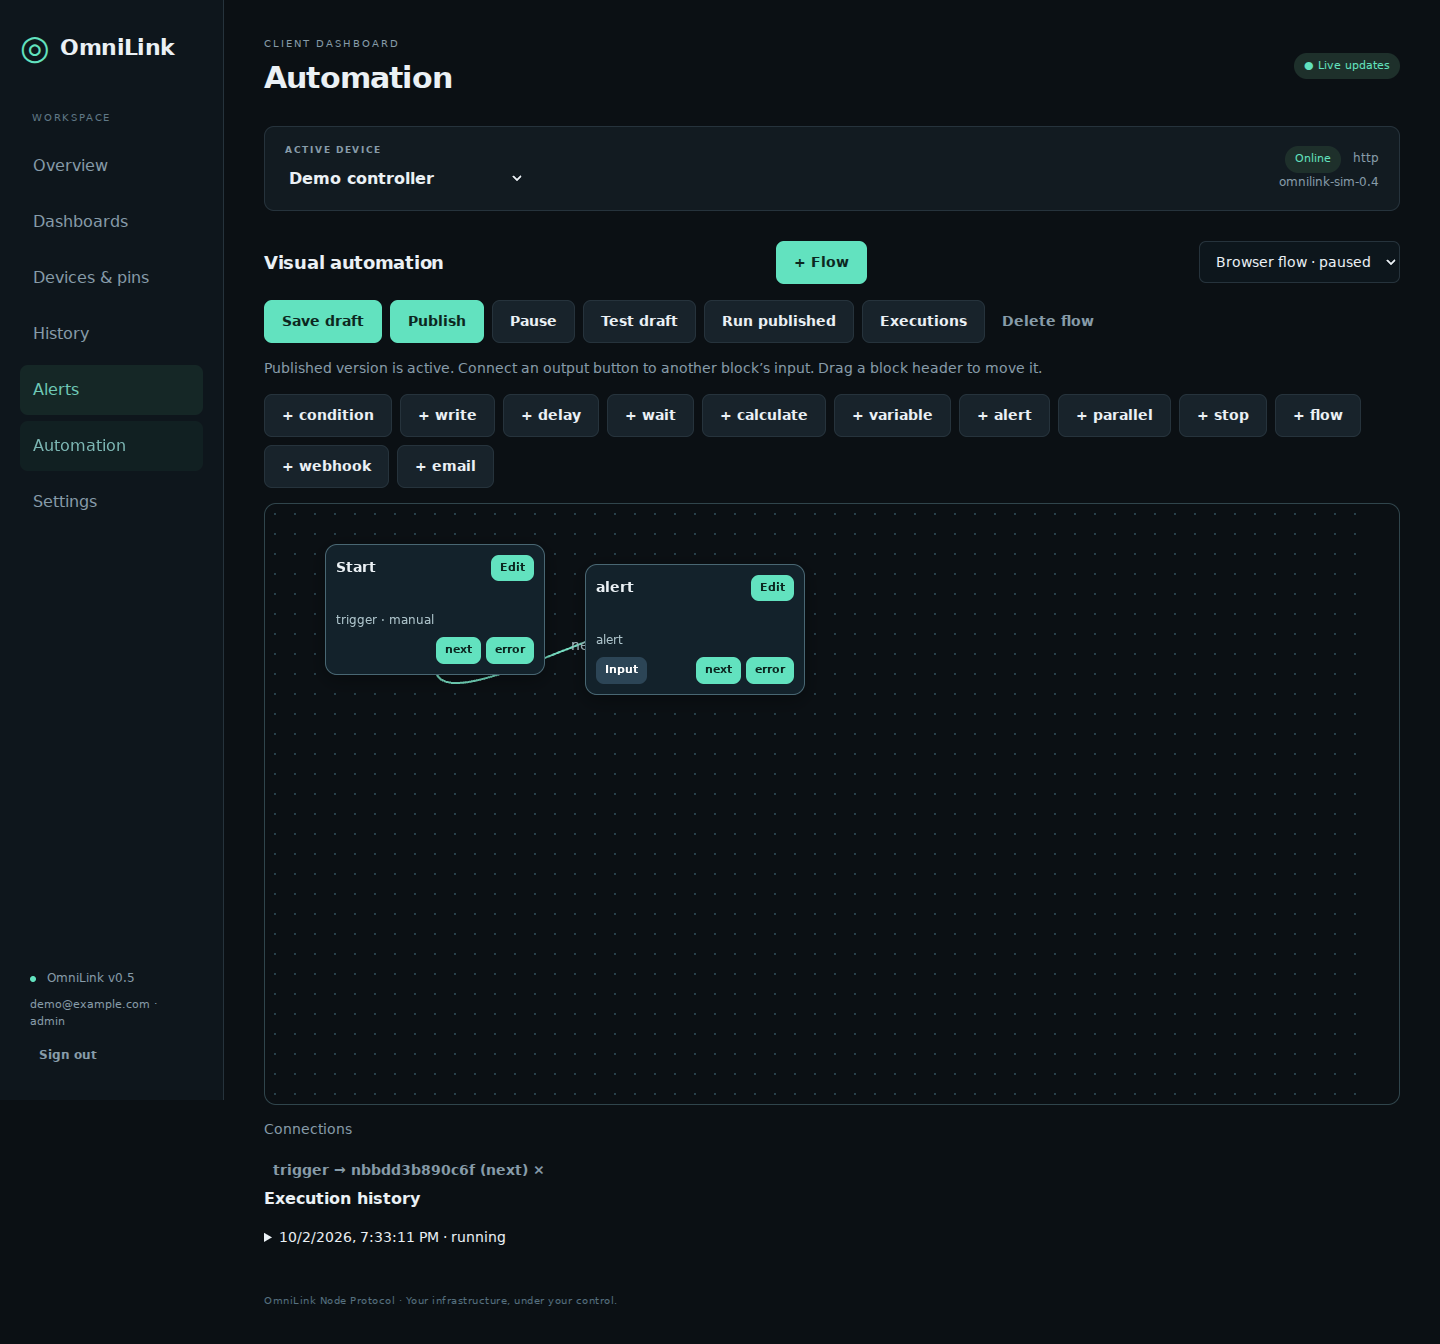 OmniLink
WORKSPACE
Overview
Dashboards
Devices & pins
History
Alerts
Automation
Settings
OmniLink v0.5
demo@example.com ·
admin
Sign out
CLIENT DASHBOARD
Automation
Live updates
ACTIVE DEVICE
Demo controller
Online http
omnilink-sim-0.4
Visual automation
+ Flow
Browser flow · paused
Save draft Publish Pause Test draft Run published Executions Delete flow
Published version is active. Connect an output button to another block’s input. Drag a block header to move it.
+ condition + write + delay + wait + calculate + variable + alert + parallel + stop + flow
+ webhook + email
Start Edit
trigger · manual
next error
alert Edit
alert
Input next error
Connections
trigger → nbbdd3b890c6f (next) ×
Execution history
10/2/2026, 7:33:11 PM · running
OmniLink Node Protocol · Your infrastructure, under your control.